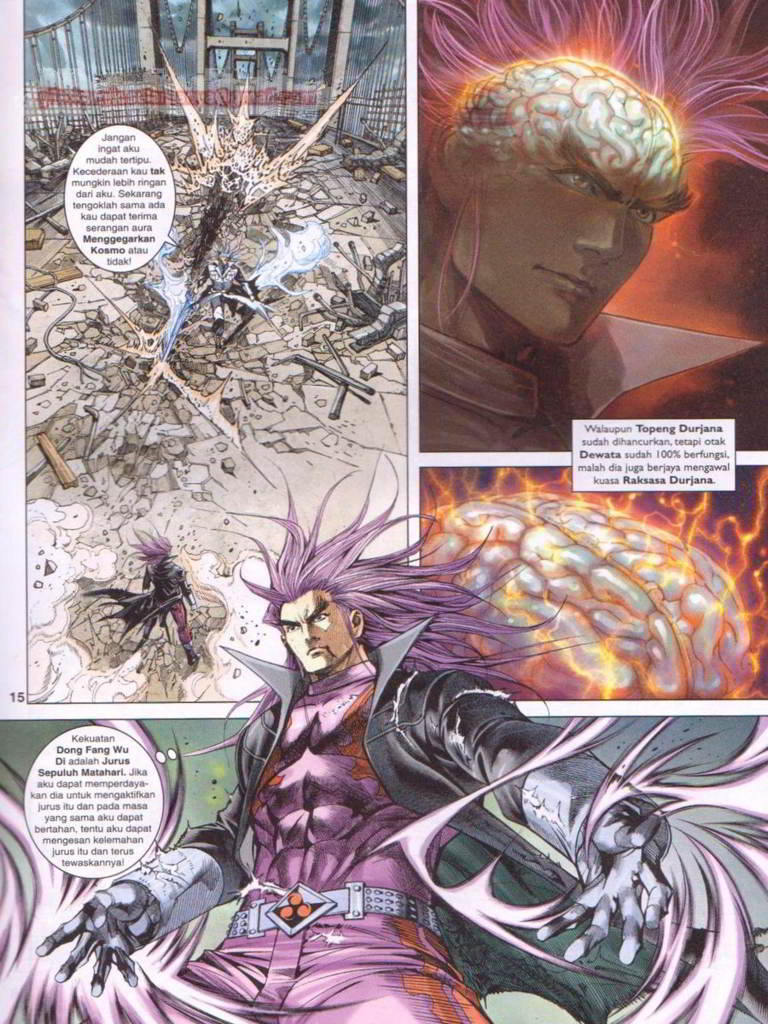 Jangan
ingat aku
mudah tertipu.
Kecederaan kau tak
mungkin lebih ringan
dari aku. Sekarang
tengoklah sama ada
kau dapat terima
serangan aura
Menggegarkan
Kosmo atau
tidak!
Walaupun Topeng Durjana
sudah dihancurkan, tetapi otak
Dewata sudah 100% berfungsi,
malah dia juga berjaya mengawal
kuasa Raksasa Durjana.
15
Kekuatan
Dong Fang Wu
Di adalah Jurus
Sepuluh Matahari. Jika
aku dapat memperdaya-
kan dia untuk mengaktifkan
jurus itu dan pada masa
yang sama aku dapat
bertahan, tentu aku dapat
mengesan kelemahan
jurus itu dan terus
tewaskannya!